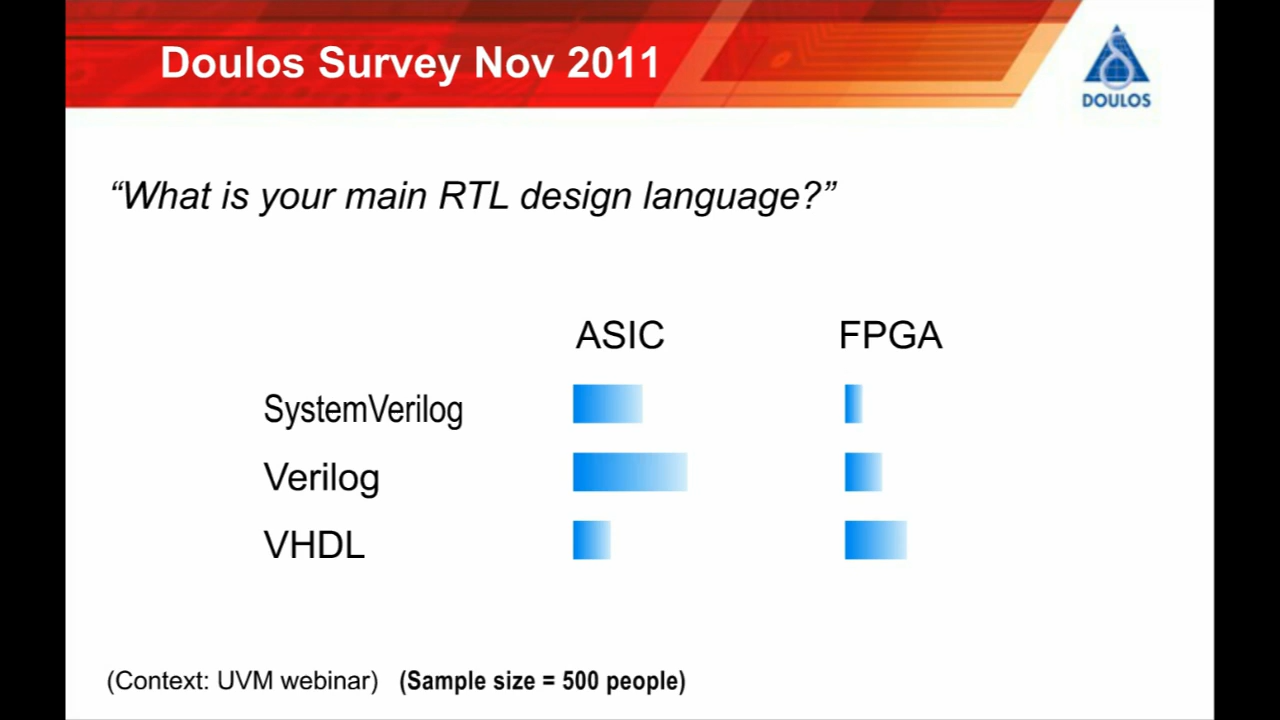 Doulos Survey Nov 2011
DOULOS
“What is your main RTL design language?”
ASIC FPGA
SystemVerilog
Verilog
VHDL
(Context: UVM webinar) (Sample size = 500 people)